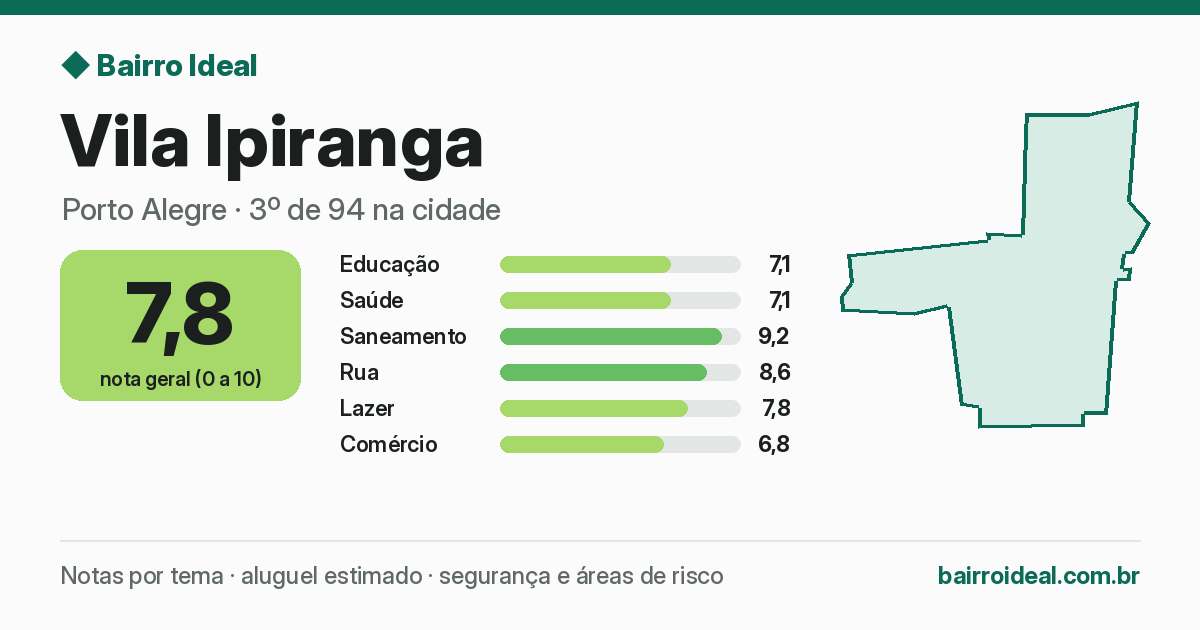 Bairro Ideal
Vila Ipiranga
Porto Alegre · 3º de 94 na cidade
7,8
nota geral (0 a 10)
Educação 7,1
Saúde 7,1
Saneamento 9,2
Rua 8,6
Lazer 7,8
Comércio 6,8
Notas por tema · aluguel estimado · segurança e áreas de risco
bairroideal.com.br